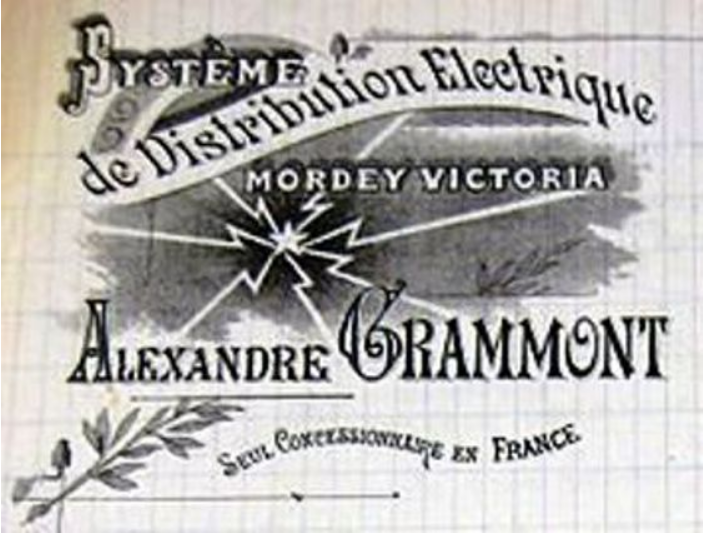 SYSTÈME
de Distribution Electrique
MORDEY VICTORIA
ALEXANDRE GRAMMONT
SEUL CONCESSIONNAIRE EN FRANCE